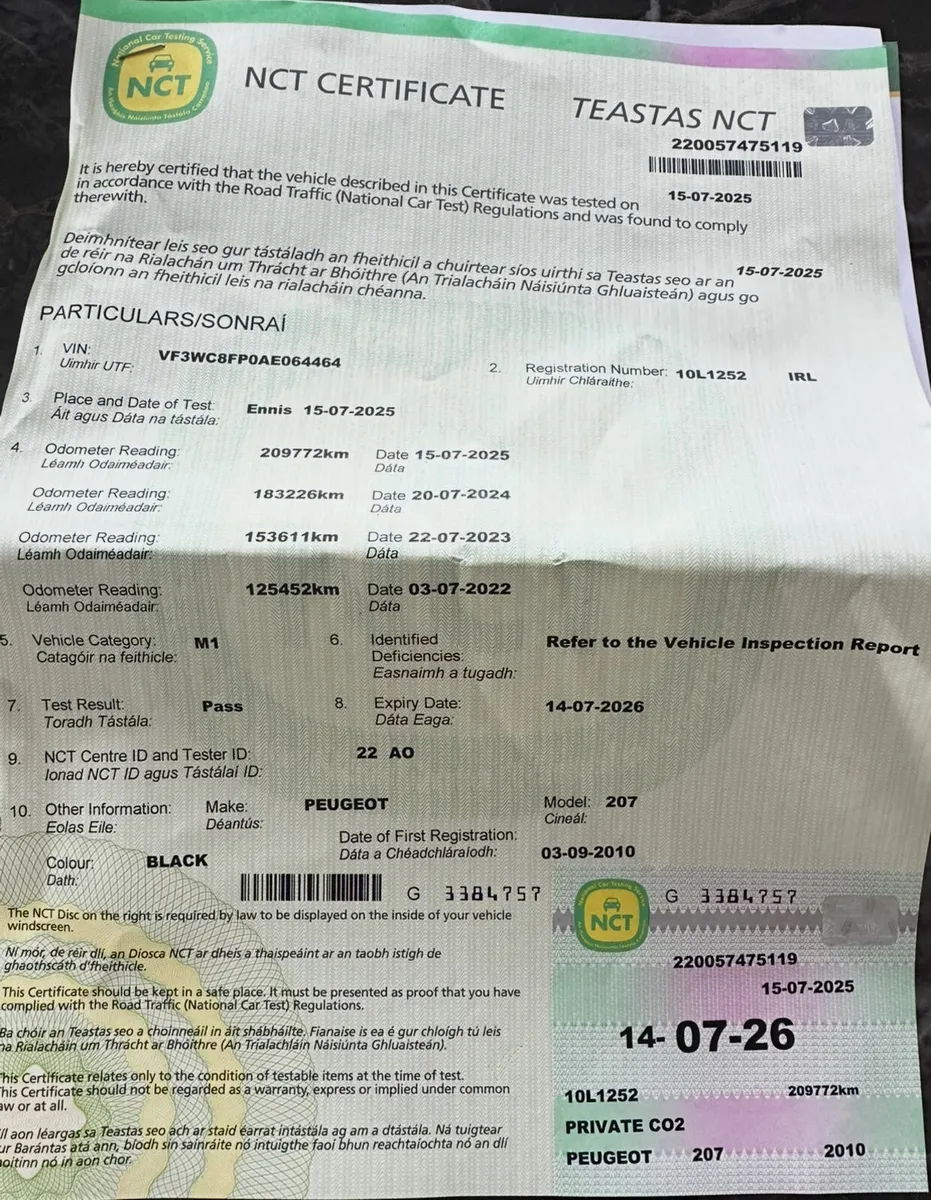 National Car Testing Service
NCT
An tSeirbhís Náisiúnta Tástála Carranna
NCT CERTIFICATE
TEASTAS NCT
220057475119
It is hereby certified that the vehicle described in this Certificate was tested on 15-07-2025
in accordance with the Road Traffic (National Car Test) Regulations and was found to comply
therewith.
Deimhnítear leis seo gur tástáladh an fheithicil a chuirtear síos uirthi sa Teastas seo ar an 15-07-2025
de réir na Rialachán um Thrácht ar Bhóithre (An Trialacháin Náisiúnta Ghluaisteán) agus go
gcloíonn an fheithicil leis na rialacháin chéanna.
PARTICULARS/SONRAÍ
1. VIN: VF3WC8FP0AE064464
Uimhir UTF:
2. Registration Number: 10L1252 IRL
Uimhir Chláraithe:
3. Place and Date of Test: Ennis 15-07-2025
Áit agus Dáta na tástála:
4. Odometer Reading: 209772km Date 15-07-2025
Léamh Odaiméadair: Dáta
Odometer Reading: 183226km Date 20-07-2024
Léamh Odaiméadair: Dáta
Odometer Reading: 153611km Date 22-07-2023
Léamh Odaiméadair: Dáta
Odometer Reading: 125452km Date 03-07-2022
Léamh Odaiméadair: Dáta
5. Vehicle Category: M1
Catagóir na feithicle:
6. Identified Refer to the Vehicle Inspection Report
Deficiencies:
Easnaimh a tugadh:
7. Test Result: Pass
Toradh Tástála:
8. Expiry Date: 14-07-2026
Dáta Eaga:
9. NCT Centre ID and Tester ID: 22 AO
Ionad NCT ID agus Tástálaí ID:
10. Other Information: Make: PEUGEOT Model: 207
Eolas Eile: Déantús: Cineál:
Date of First Registration: 03-09-2010
Dáta a Chéadchláraíodh:
Colour: BLACK
Dath:
G 3384757
The NCT Disc on the right is required by law to be displayed on the inside of your vehicle
windscreen.
Ní mór, de réir dlí, an Diosca NCT ar dheis a thaispeáint ar an taobh istigh de
ghaothscáth d'fheithicle.
This Certificate should be kept in a safe place. It must be presented as proof that you have
complied with the Road Traffic (National Car Test) Regulations.
Ba chóir an Teastas seo a choinneáil in áit shábháilte. Fianaise is ea é gur chloígh tú leis
na Rialacháin um Thrácht ar Bhóithre (An Trialachláin Náisiúnta Gluaisteán).
This Certificate relates only to the condition of testable items at the time of test.
This Certificate should not be regarded as a warranty, express or implied under common
law or at all.
aon léargas sa Teastas seo ach ar staid éarraí intástála ag am a dtástála. Ná tuigtear
gur Barántas atá ann, bíodh sin sainráite nó intuigthe faoi bhun reachtaíochta nó an dlí
choitinn nó in aon chor.
NCT
G 3384757
220057475119
15-07-2025
14-07-26
10L1252 209772km
PRIVATE CO2
PEUGEOT 207 2010